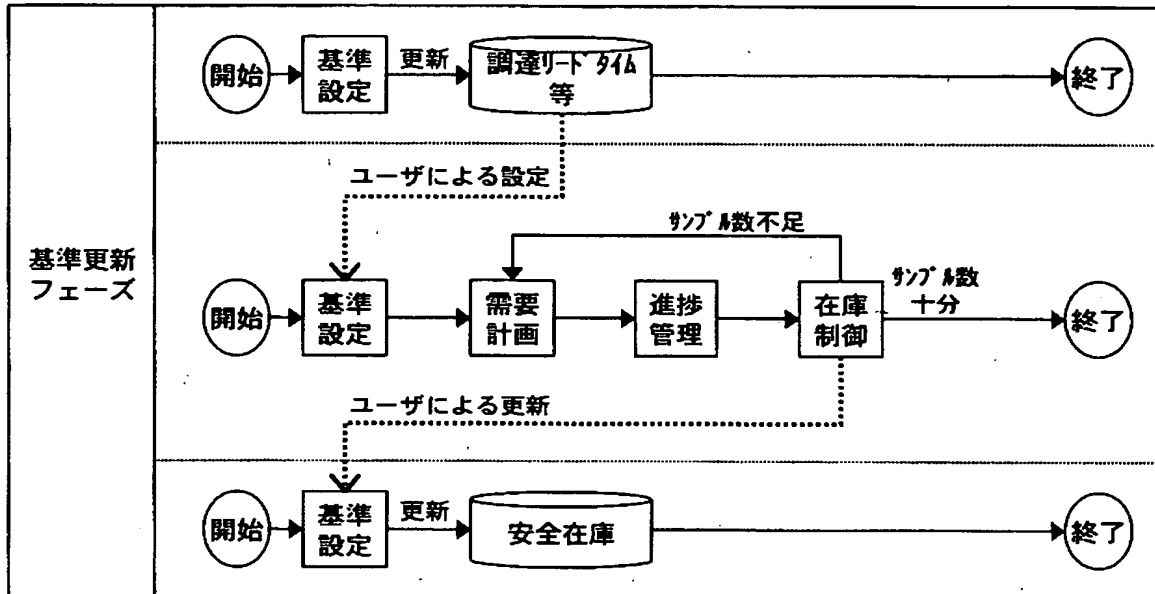 基準更新
フェーズ
開始
基準
設定
更新
調達ﾘｰﾄﾞﾀｲﾑ
等
終了
ユーザによる設定
ｻﾝﾌﾟﾙ数不足
開始
基準
設定
需要
計画
進捗
管理
在庫
制御
ｻﾝﾌﾟﾙ数
十分
終了
ユーザによる更新
開始
基準
設定
更新
安全在庫
終了